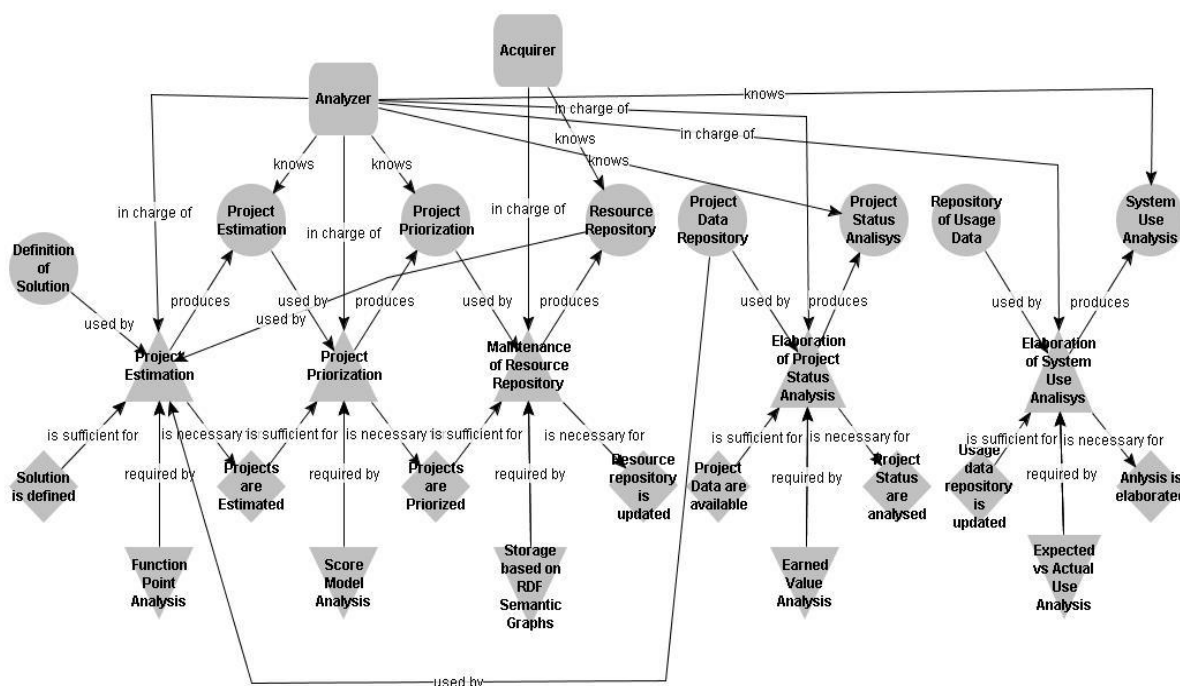 Acquirer
Analyzer
knows
in charge of
in charge of
knows
knows
knows
knows
in charge of
in charge of
in charge of
Project
Estimation
Project
Priorization
Resource
Repository
Project
Data
Repository
Project
Status
Analisys
Repository
of Usage
Data
System
Use
Analysis
Definition
of
Solution
produces
used by
produces
used by
produces
used by
produces
used by
produces
used by
used by
Project
Estimation
Project
Priorization
Maintenance
of Resource
Repository
Elaboration
of Project
Status
Analysis
Elaboration
of System
Use
Analisys
is sufficient for
is necessary for
is sufficient for
is necessary for
is sufficient for
is necessary for
is sufficient for
is necessary for
is sufficient for
is necessary for
required by
required by
required by
required by
required by
Solution
is defined
Projects
are
Estimated
Projects
are
Priorized
Resource
repository is
updated
Project
Data are
available
Project
Status are
analysed
Usage
data
repository
is
updated
Anlysis is
elaborated
Function
Point
Analysis
Score
Model
Analysis
Storage
based on
RDF
Semantic
Graphs
Earned
Value
Analysis
Expected
vs Actual
Use
Analysis
used by